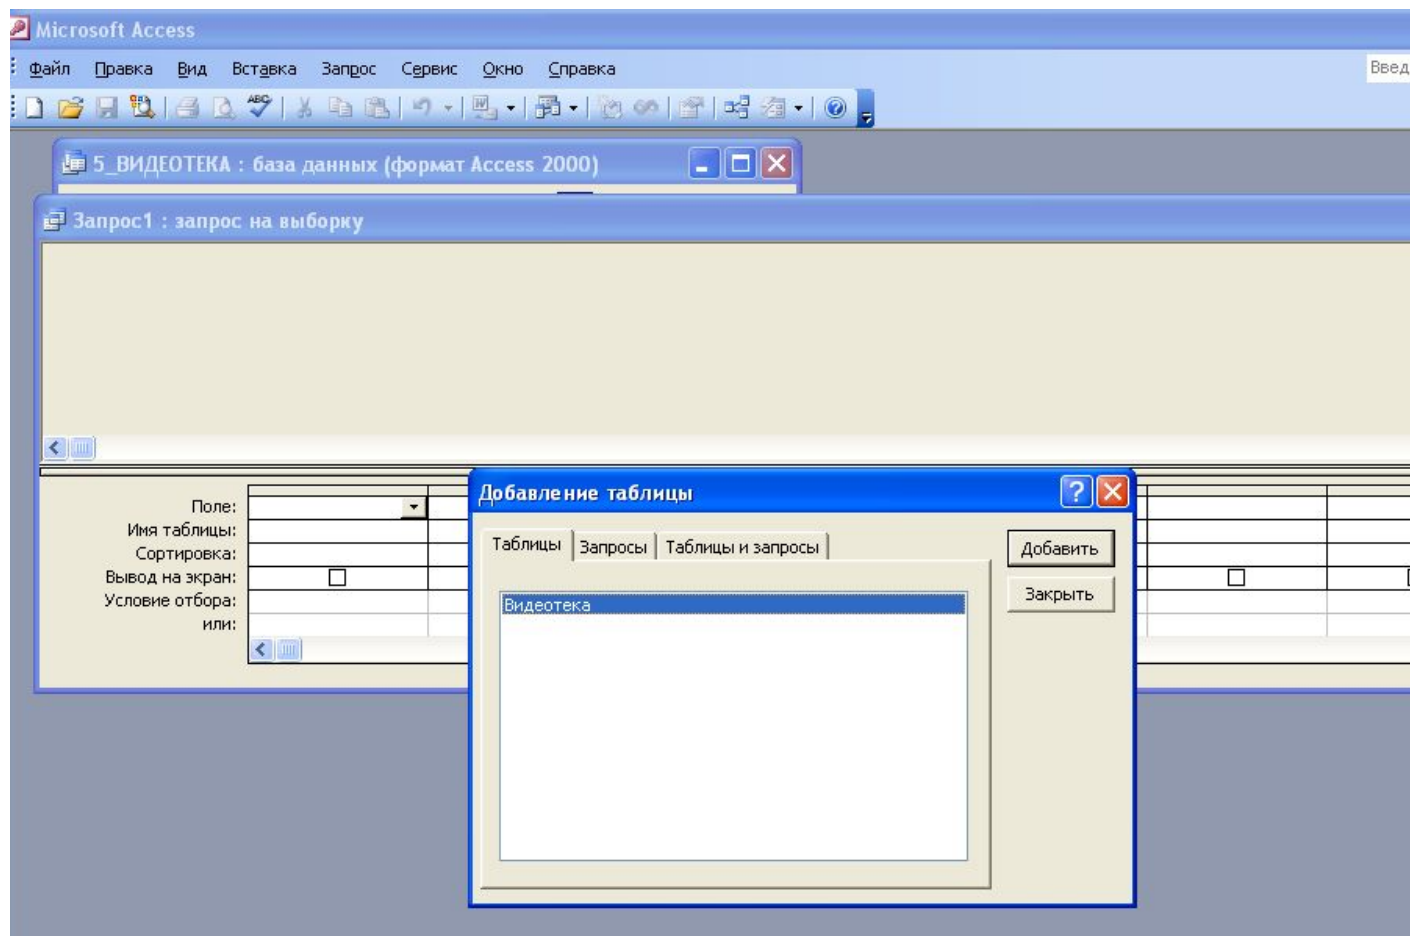 Microsoft Access
Файл Правка Вид Вставка Запрос Сервис Окно Справка
Введ
ABC
5_ВИДЕОТЕКА : база данных (формат Access 2000)
Запрос1 : запрос на выборку
Добавление таблицы
Поле:
Имя таблицы:
Сортировка:
Вывод на экран:
Условие отбора:
или:
Таблицы Запросы Таблицы и запросы
Добавить
Закрыть
Видеотека